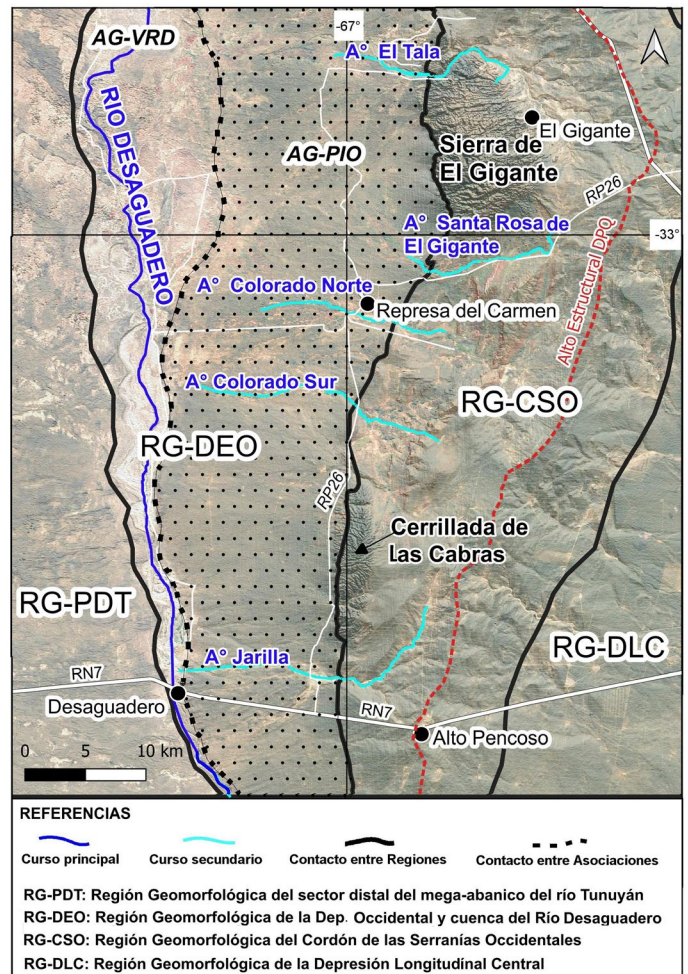 AG-VRD
-67°
A° El Tala
RIO DESAGUADERO
El Gigante
AG-PIO
Sierra de
El Gigante
RP26
A° Santa Rosa de
El Gigante
-33°
Alto Estructural DPQ
A° Colorado Norte
Represa del Carmen
A° Colorado Sur
RG-CSO
RG-DEO
RP26
Cerrillada de
las Cabras
RG-PDT
A° Jarilla
RG-DLC
RN7
Desaguadero
RN7
Alto Pencoso
0 5 10 km
REFERENCIAS
Curso principal Curso secundario Contacto entre Regiones Contacto entre Asociaciones
RG-PDT: Región Geomorfológica del sector distal del mega-abanico del río Tunuyán
RG-DEO: Región Geomorfológica de la Dep. Occidental y cuenca del Río Desaguadero
RG-CSO: Región Geomorfológica del Cordón de las Serranías Occidentales
RG-DLC: Región Geomorfológica de la Depresión Longitudínal Central